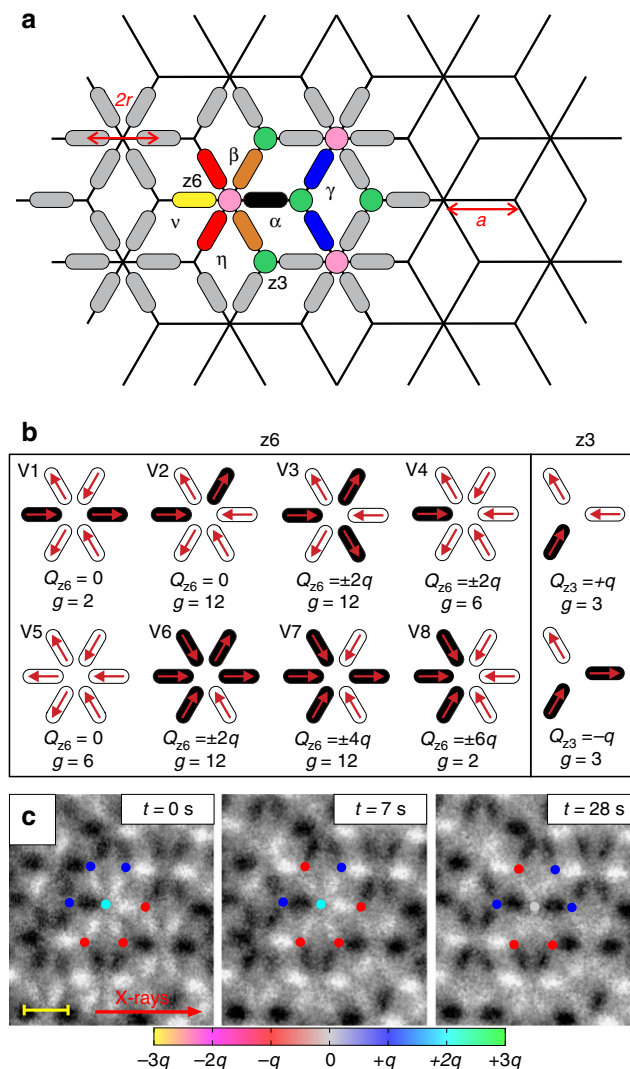 a
2r
β
z6
γ
α
ν
a
η
z3
b
z6 z3
V1 V2 V3 V4
Q_z6 = 0 Q_z6 = 0 Q_z6 =±2q Q_z6 =±2q Q_z3 =+q
g = 2 g = 12 g = 12 g = 6 g = 3
V5 V6 V7 V8
Q_z6 = 0 Q_z6 =±2q Q_z6 =±4q Q_z6 =±6q Q_z3 =−q
g = 6 g = 12 g = 12 g = 2 g = 3
c t = 0 s t = 7 s t = 28 s
X-rays
−3q −2q −q 0 +q +2q +3q